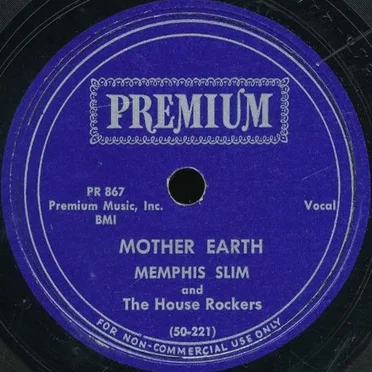 PREMIUM
PR 867
Premium Music, Inc.
BMI
Vocal
MOTHER EARTH
MEMPHIS SLIM
and
The House Rockers
(50-221)
FOR NON-COMMERCIAL USE ONLY